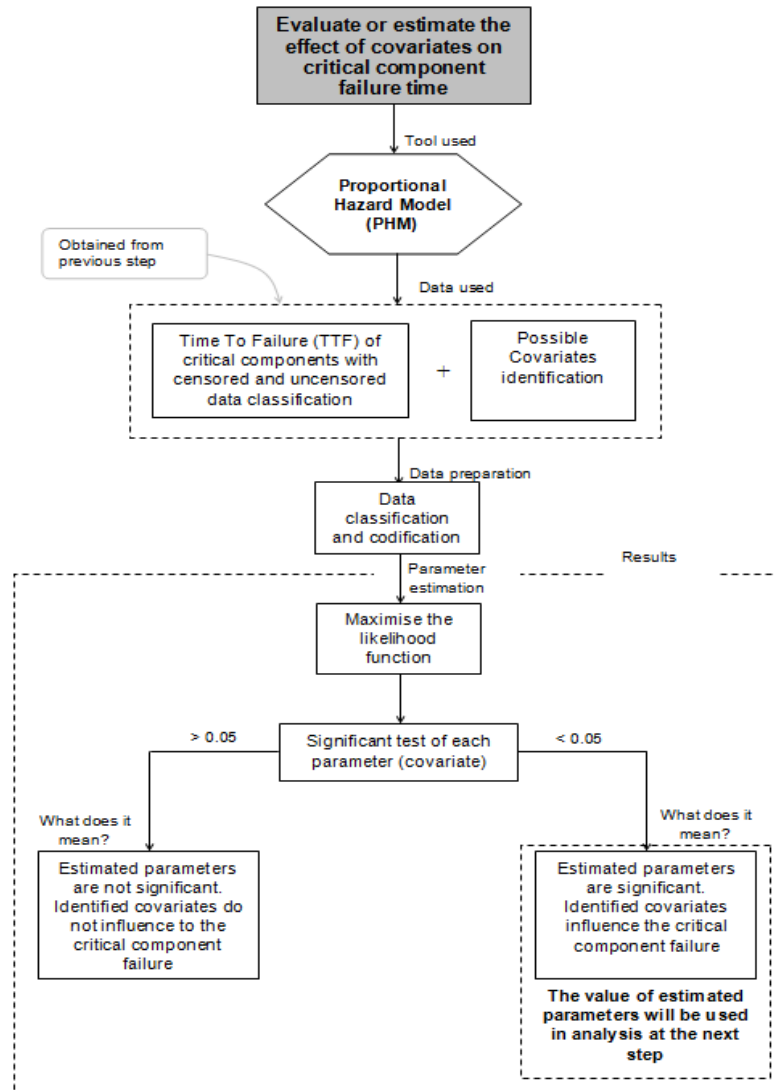 Evaluate or estimate the
effect of covariates on
critical component
failure time
Tool used
Proportional
Hazard Model
(PHM)
Obtained from
previous step
Data used
Time To Failure (TTF) of
critical components with
censored and uncensored
data classification
+
Possible
Covariates
identification
Data preparation
Data
classification
and codification
Results
Parameter
estimation
Maximise the
likelihood
function
> 0.05
Significant test of each
parameter (covariate)
< 0.05
What does it
mean?
What does it
mean?
Estimated parameters
are not significant.
Identified covariates do
not influence to the
critical component
failure
Estimated parameters
are significant.
Identified covariates
influence the critical
component failure
The value of estimated
parameters will be used
in analysis at the next
step